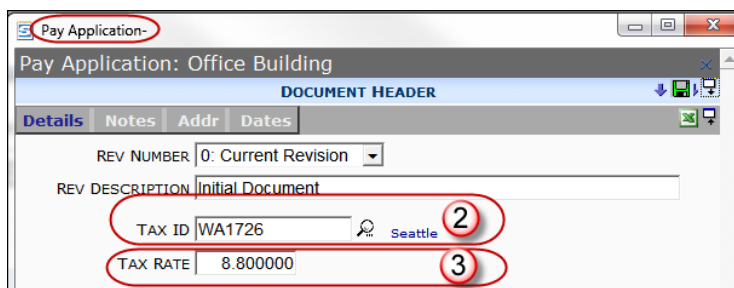 Pay Application-
Pay Application: Office Building
DOCUMENT HEADER
Details Notes Addr Dates
REV NUMBER 0: Current Revision
REV DESCRIPTION Initial Document
TAX ID WA1726 Seattle 2
TAX RATE 8.800000 3